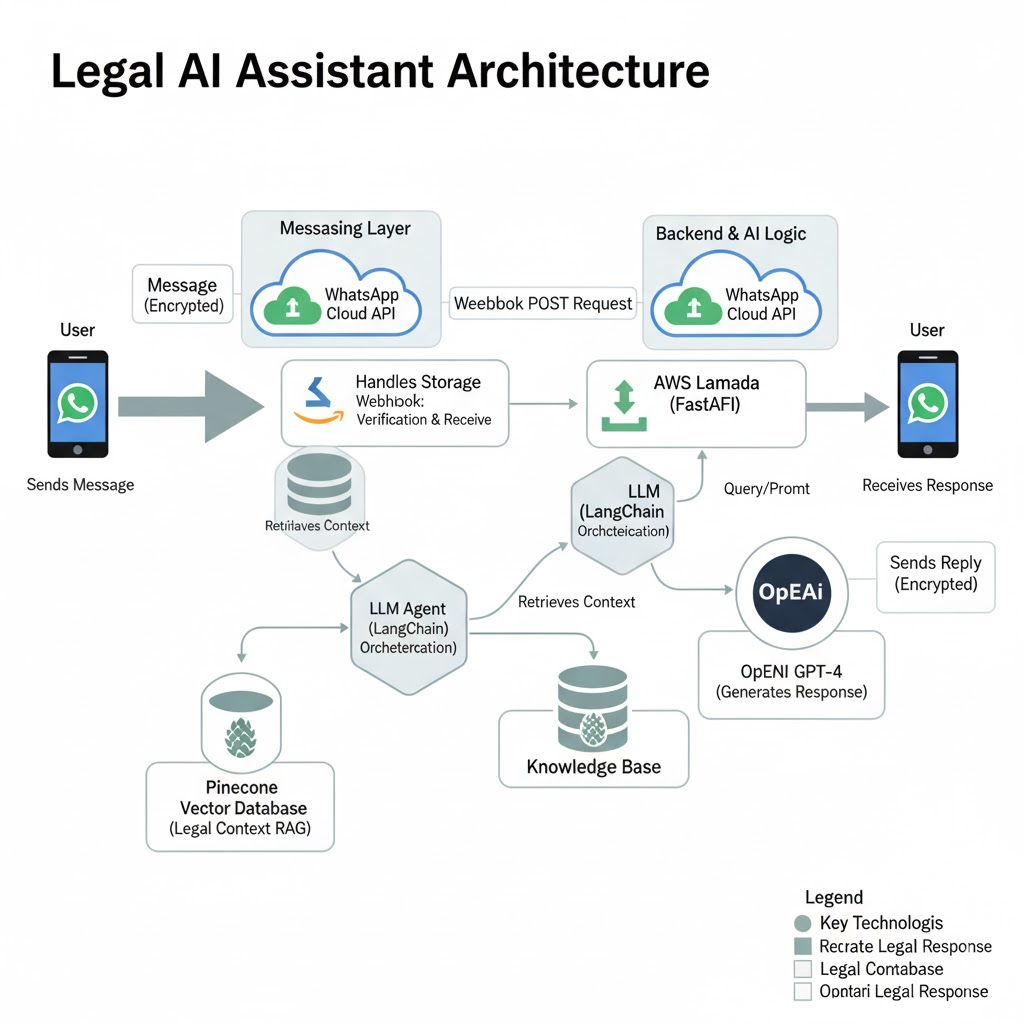 Legal AI Assistant Architecture
Messasing Layer
WhatsApp
Cloud API
Message
(Encrypted)
Weebbok POST Request
Backend & AI Logic
WhatsApp
Cloud API
User
Sends Message
Handles Storage
Webhook:
Verification & Receive
AWS Lamada
(FastAFI)
User
Receives Response
Retitaves Context
LLM
(LangChain
Orchcteication)
Query/Promt
LLM Agent
(LangChain)
Orchetercation)
Retrieves Context
OpEAi
Sends Reply
(Encrypted)
OpENI GPT-4
(Generates Response)
Knowledge Base
Pinecone
Vector Database
(Legal Context RAG)
Legend
Key Technologis
Recrate Legal Response
Legal Contabase
Opntari Legal Response